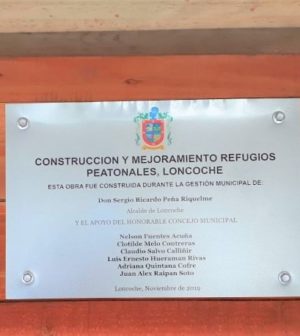 CONSTRUCCION Y MEJORAMIENTO REFUGIOS
PEATONALES, LONCOCHE
ESTA OBRA FUE CONSTRUIDA DURANTE LA GESTIÓN MUNICIPAL DE:
Don Sergio Ricardo Peña Riquelme
Alcalde de Loncoche
Y EL APOYO DEL HONORABLE CONCEJO MUNICIPAL
Nelson Fuentes Acuña
Clotilde Melo Contreras
Claudio Salvo Callihir
Luis Ernesto Hueraman Rivas
Adriana Quintana Cofre
Juan Alex Raipan Soto
Loncoche, Noviembre de 2019